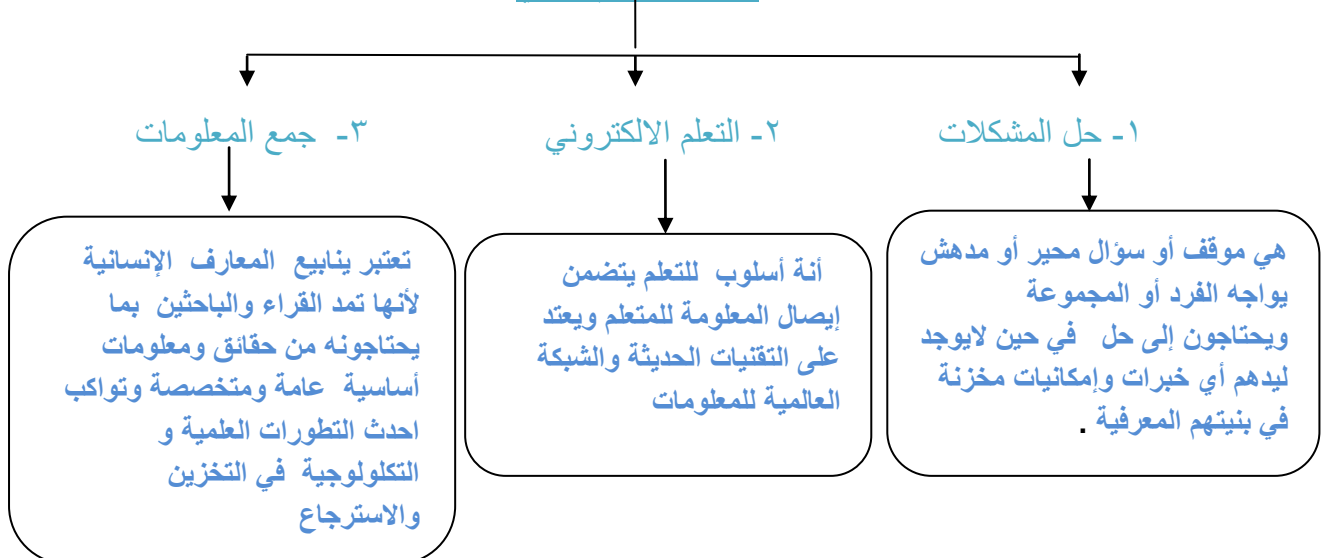 ١- حل المشكلات
٢- التعلم الالكتروني
٣- جمع المعلومات
هي موقف أو سؤال محير أو مدهش
يواجه الفرد أو المجموعة
ويحتاجون إلى حل في حين لايوجد
ليدهم أي خبرات وإمكانيات مخزنة
في بنيتهم المعرفية .
أنة أسلوب للتعلم يتضمن
إيصال المعلومة للمتعلم ويعتد
على التقنيات الحديثة والشبكة
العالمية للمعلومات
تعتبر ينابيع المعارف الإنسانية
لأنها تمد القراء والباحثين بما
يحتاجونه من حقائق ومعلومات
أساسية عامة ومتخصصة وتواكب
احدث التطورات العلمية و
التكلولوجية في التخزين
والاسترجاع